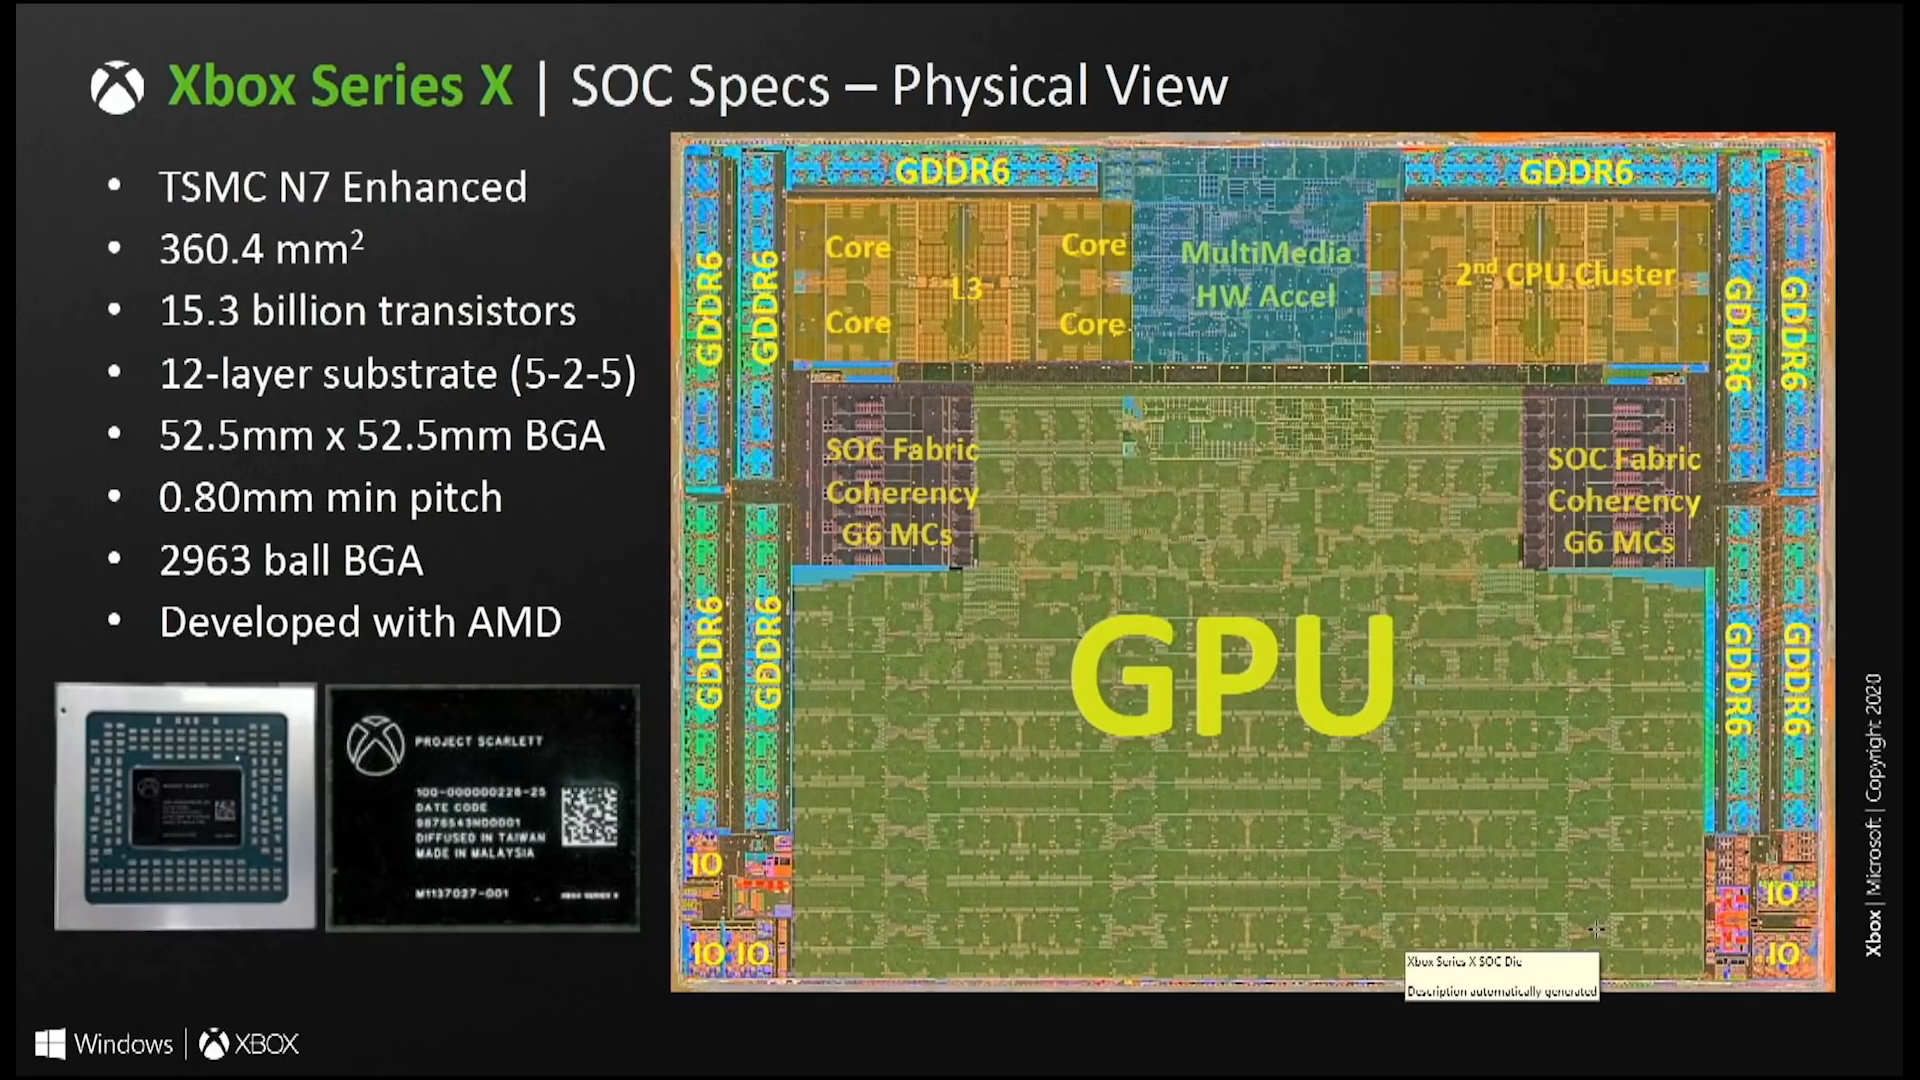 Xbox Series X | SOC Specs – Physical View
• TSMC N7 Enhanced
• 360.4 mm²
• 15.3 billion transistors
• 12-layer substrate (5-2-5)
• 52.5mm x 52.5mm BGA
• 0.80mm min pitch
• 2963 ball BGA
• Developed with AMD
PROJECT SCARLETT
100-000000228-25
DATE CODE
9876543N00001
DIFFUSED IN TAIWAN
MADE IN MALAYSIA
M1137027-001
XBOX SERIES X
GDDR6
GDDR6
GDDR6
GDDR6
Core
Core
L3
Core
Core
MultiMedia
HW Accel
2nd CPU Cluster
GDDR6
GDDR6
SOC Fabric
Coherency
G6 MCs
SOC Fabric
Coherency
G6 MCs
GDDR6
GDDR6
GPU
GDDR6
GDDR6
IO
IO IO
IO
IO
Xbox Series X SOC Die
Description automatically generated
Xbox | Microsoft | Copyright 2020
Windows | XBOX